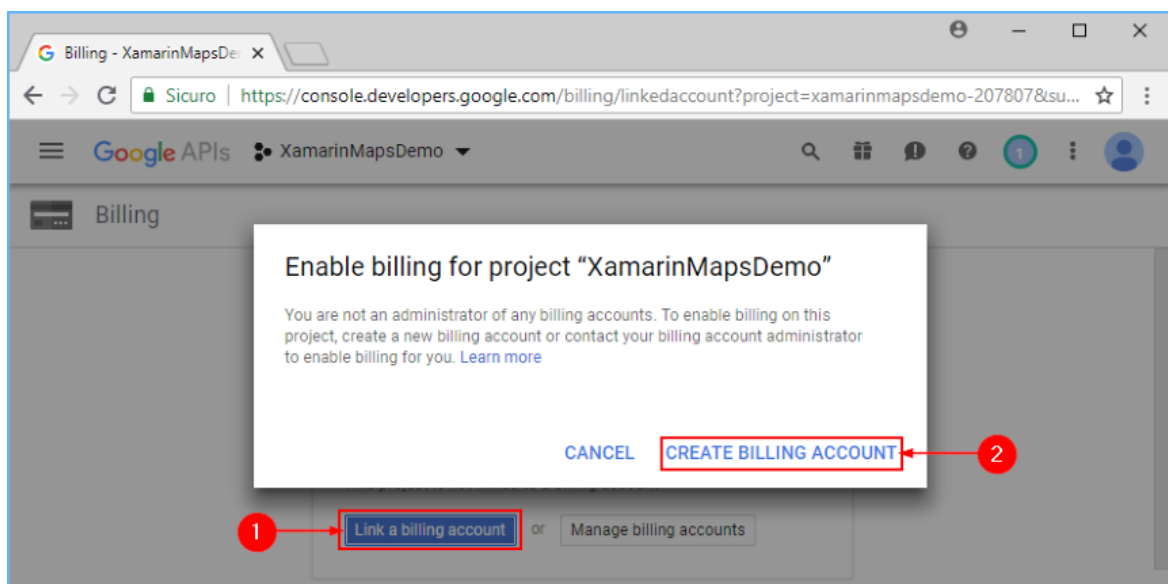 Billing - XamarinMapsDe
Sicuro https://console.developers.google.com/billing/linkedaccount?project=xamarinmapsdemo-207807&su...
Google APIs XamarinMapsDemo 1
Billing
Enable billing for project “XamarinMapsDemo”
You are not an administrator of any billing accounts. To enable billing on this
project, create a new billing account or contact your billing account administrator
to enable billing for you. Learn more
CANCEL CREATE BILLING ACCOUNT 2
1 Link a billing account or Manage billing accounts